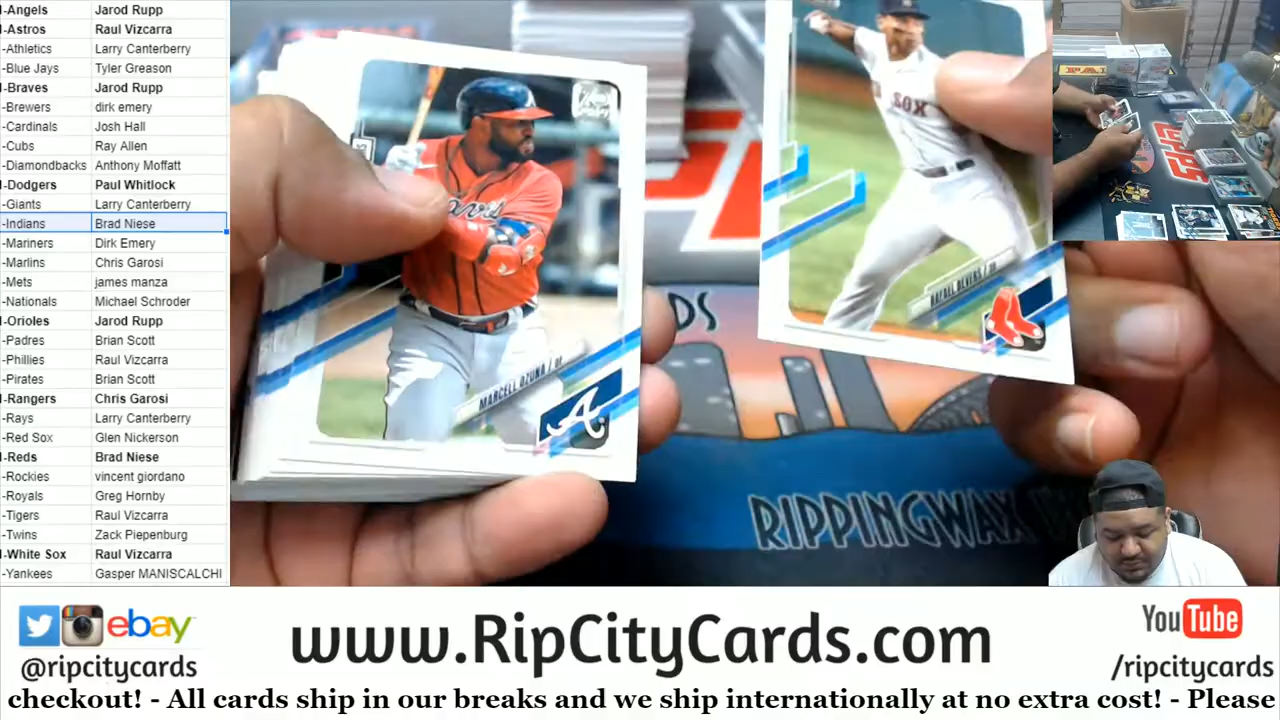 -Angels Jarod Rupp
-Astros Raul Vizcarra
-Athletics Larry Canterberry
-Blue Jays Tyler Greason
-Braves Jarod Rupp
-Brewers dirk emery
-Cardinals Josh Hall
-Cubs Ray Allen
-Diamondbacks Anthony Moffatt
-Dodgers Paul Whitlock
-Giants Larry Canterberry
-Indians Brad Niese
-Mariners Dirk Emery
-Marlins Chris Garosi
-Mets james manza
-Nationals Michael Schroder
-Orioles Jarod Rupp
-Padres Brian Scott
-Phillies Raul Vizcarra
-Pirates Brian Scott
-Rangers Chris Garosi
-Rays Larry Canterberry
-Red Sox Glen Nickerson
-Reds Brad Niese
-Rockies vincent giordano
-Royals Greg Hornby
-Tigers Raul Vizcarra
-Twins Zack Piepenburg
-White Sox Raul Vizcarra
-Yankees Gasper MANISCALCHI
MARCELL OZUNA / OF
A
SOX
RAFAEL DEVERS / 3B
DS
RIPPINGWAX
TOPPS
ebay
@ripcitycards
www.RipCityCards.com
YouTube
/ripcitycards
checkout! - All cards ship in our breaks and we ship internationally at no extra cost! - Please